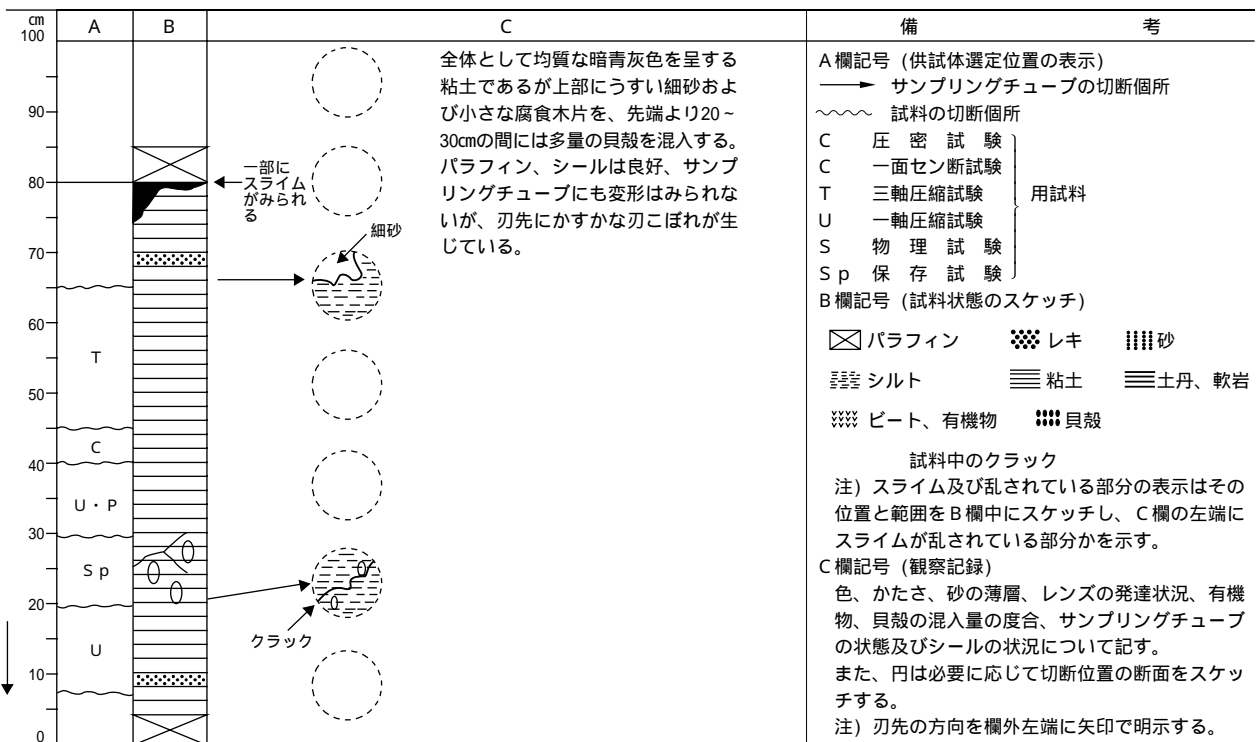 cm
100
A
B
C
備 考
90
80
70
60
50
40
30
20
10
0
T
C
U・P
Sp
U
一部に
スライム
がみられ
る
細砂
クラック
全体として均質な暗青灰色を呈する
粘土であるが上部にうすい細砂およ
び小さな腐食木片を、先端より20~
30㎝の間には多量の貝殻を混入する。
パラフィン、シールは良好、サンプ
リングチューブにも変形はみられな
いが、刃先にかすかな刃こぼれが生
じている。
A欄記号 (供試体選定位置の表示)
サンプリングチューブの切断個所
試料の切断個所
C 圧密試験
C 一面セン断試験
T 三軸圧縮試験 用試料
U 一軸圧縮試験
S 物理試験
Sp 保存試験
B欄記号 (試料状態のスケッチ)
パラフィン レキ 砂
シルト 粘土 土丹、軟岩
ピート、有機物 貝殻
試料中のクラック
注) スライム及び乱されている部分の表示はその
位置と範囲をB欄中にスケッチし、C欄の左端に
スライムが乱されている部分かを示す。
C欄記号 (観察記録)
色、かたさ、砂の薄層、レンズの発達状況、有機
物、貝殻の混入量の度合、サンプリングチューブ
の状態及びシールの状況について記す。
また、円は必要に応じて切断位置の断面をスケッ
チする。
注) 刃先の方向を欄外左端に矢印で明示する。